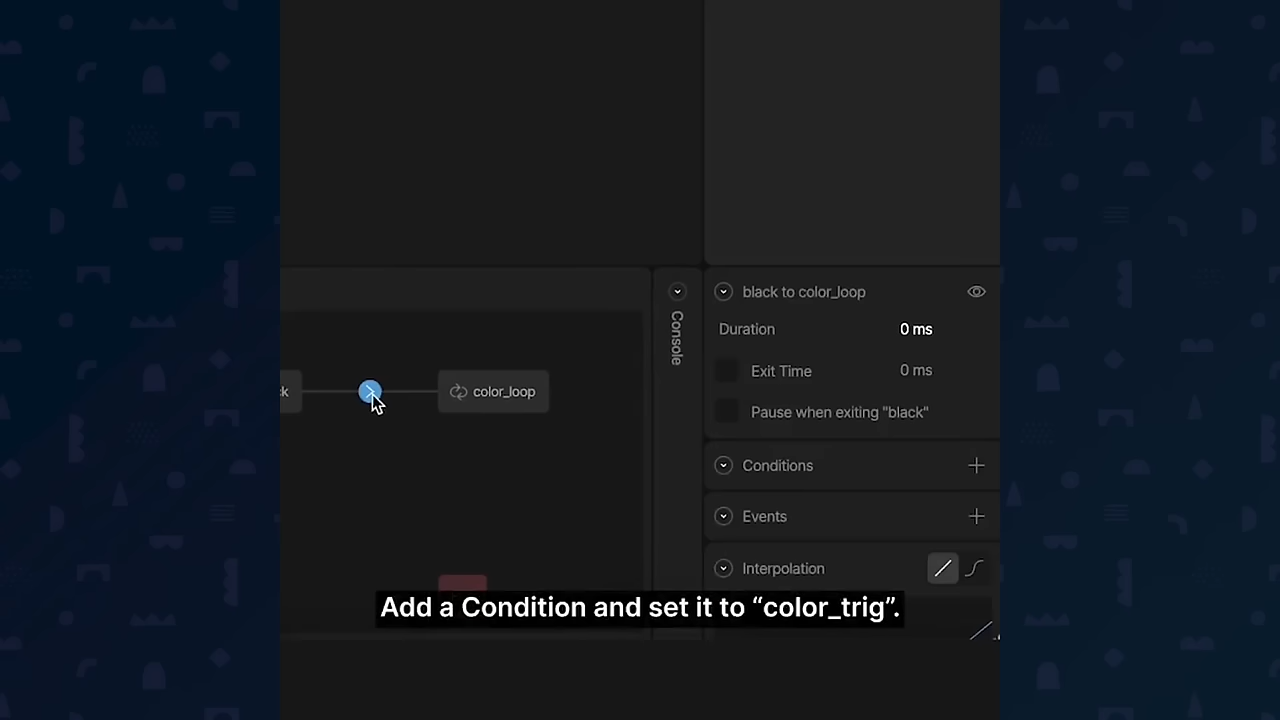 black to color_loop
Duration 0 ms
Exit Time 0 ms
Pause when exiting "black"
Conditions
Events
Interpolation
Console
ck
color_loop
Add a Condition and set it to “color_trig”.